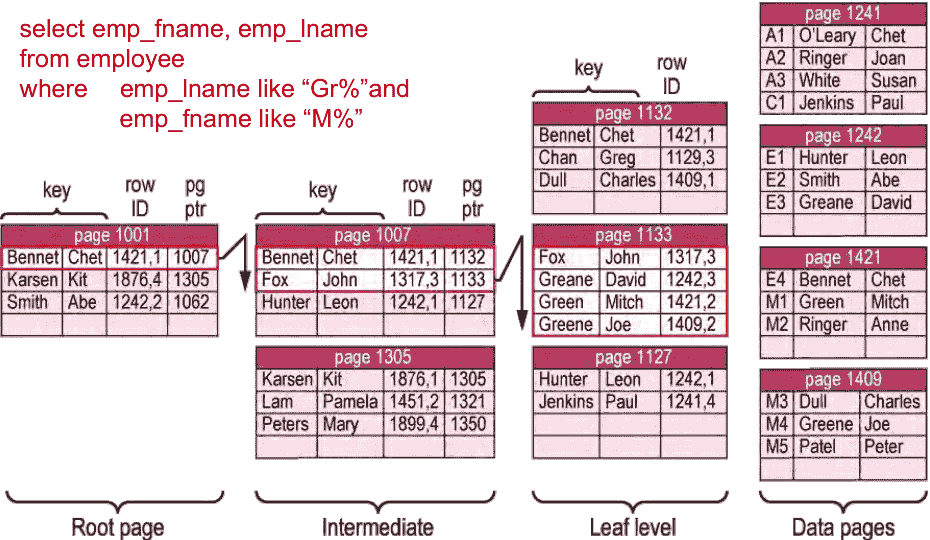 select emp_fname, emp_lname
from employee
where emp_lname like “Gr%”and
emp_fname like “M%”
key row ID pg ptr
page 1001
Bennet Chet 1421,1 1007
Karsen Kit 1876,4 1305
Smith Abe 1242,2 1062
Root page
key row ID pg ptr
page 1007
Bennet Chet 1421,1 1132
Fox John 1317,3 1133
Hunter Leon 1242,1 1127
page 1305
Karsen Kit 1876,1 1305
Lam Pamela 1451,2 1321
Peters Mary 1899,4 1350
Intermediate
key row ID
page 1132
Bennet Chet 1421,1
Chan Greg 1129,3
Dull Charles 1409,1
page 1133
Fox John 1317,3
Greane David 1242,3
Green Mitch 1421,2
Greene Joe 1409,2
page 1127
Hunter Leon 1242,1
Jenkins Paul 1241,4
Leaf level
page 1241
A1 O'Leary Chet
A2 Ringer Joan
A3 White Susan
C1 Jenkins Paul
page 1242
E1 Hunter Leon
E2 Smith Abe
E3 Greane David
page 1421
E4 Bennet Chet
M1 Green Mitch
M2 Ringer Anne
page 1409
M3 Dull Charles
M4 Greene Joe
M5 Patel Peter
Data pages